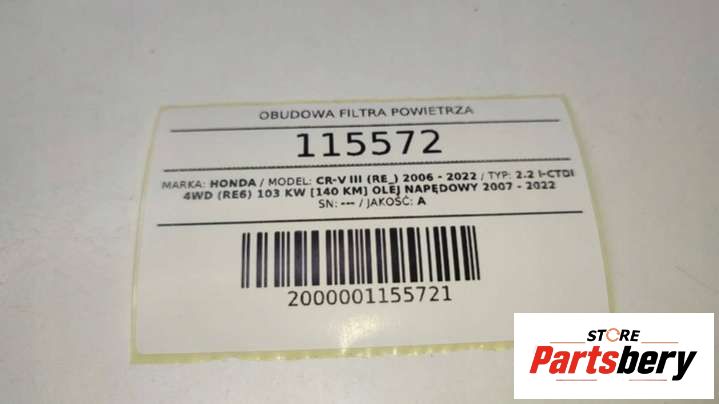 OBUDOWA FILTRA POWIETRZA
115572
MARKA: HONDA / MODEL: CR-V III (RE_) 2006 - 2022 / TYP: 2.2 I-CTDI
4WD (RE6) 103 KW [140 KM] OLEJ NAPĘDOWY 2007 - 2022
SN: --- / JAKOŚĆ: A
2000001155721
STORE
Partsbery